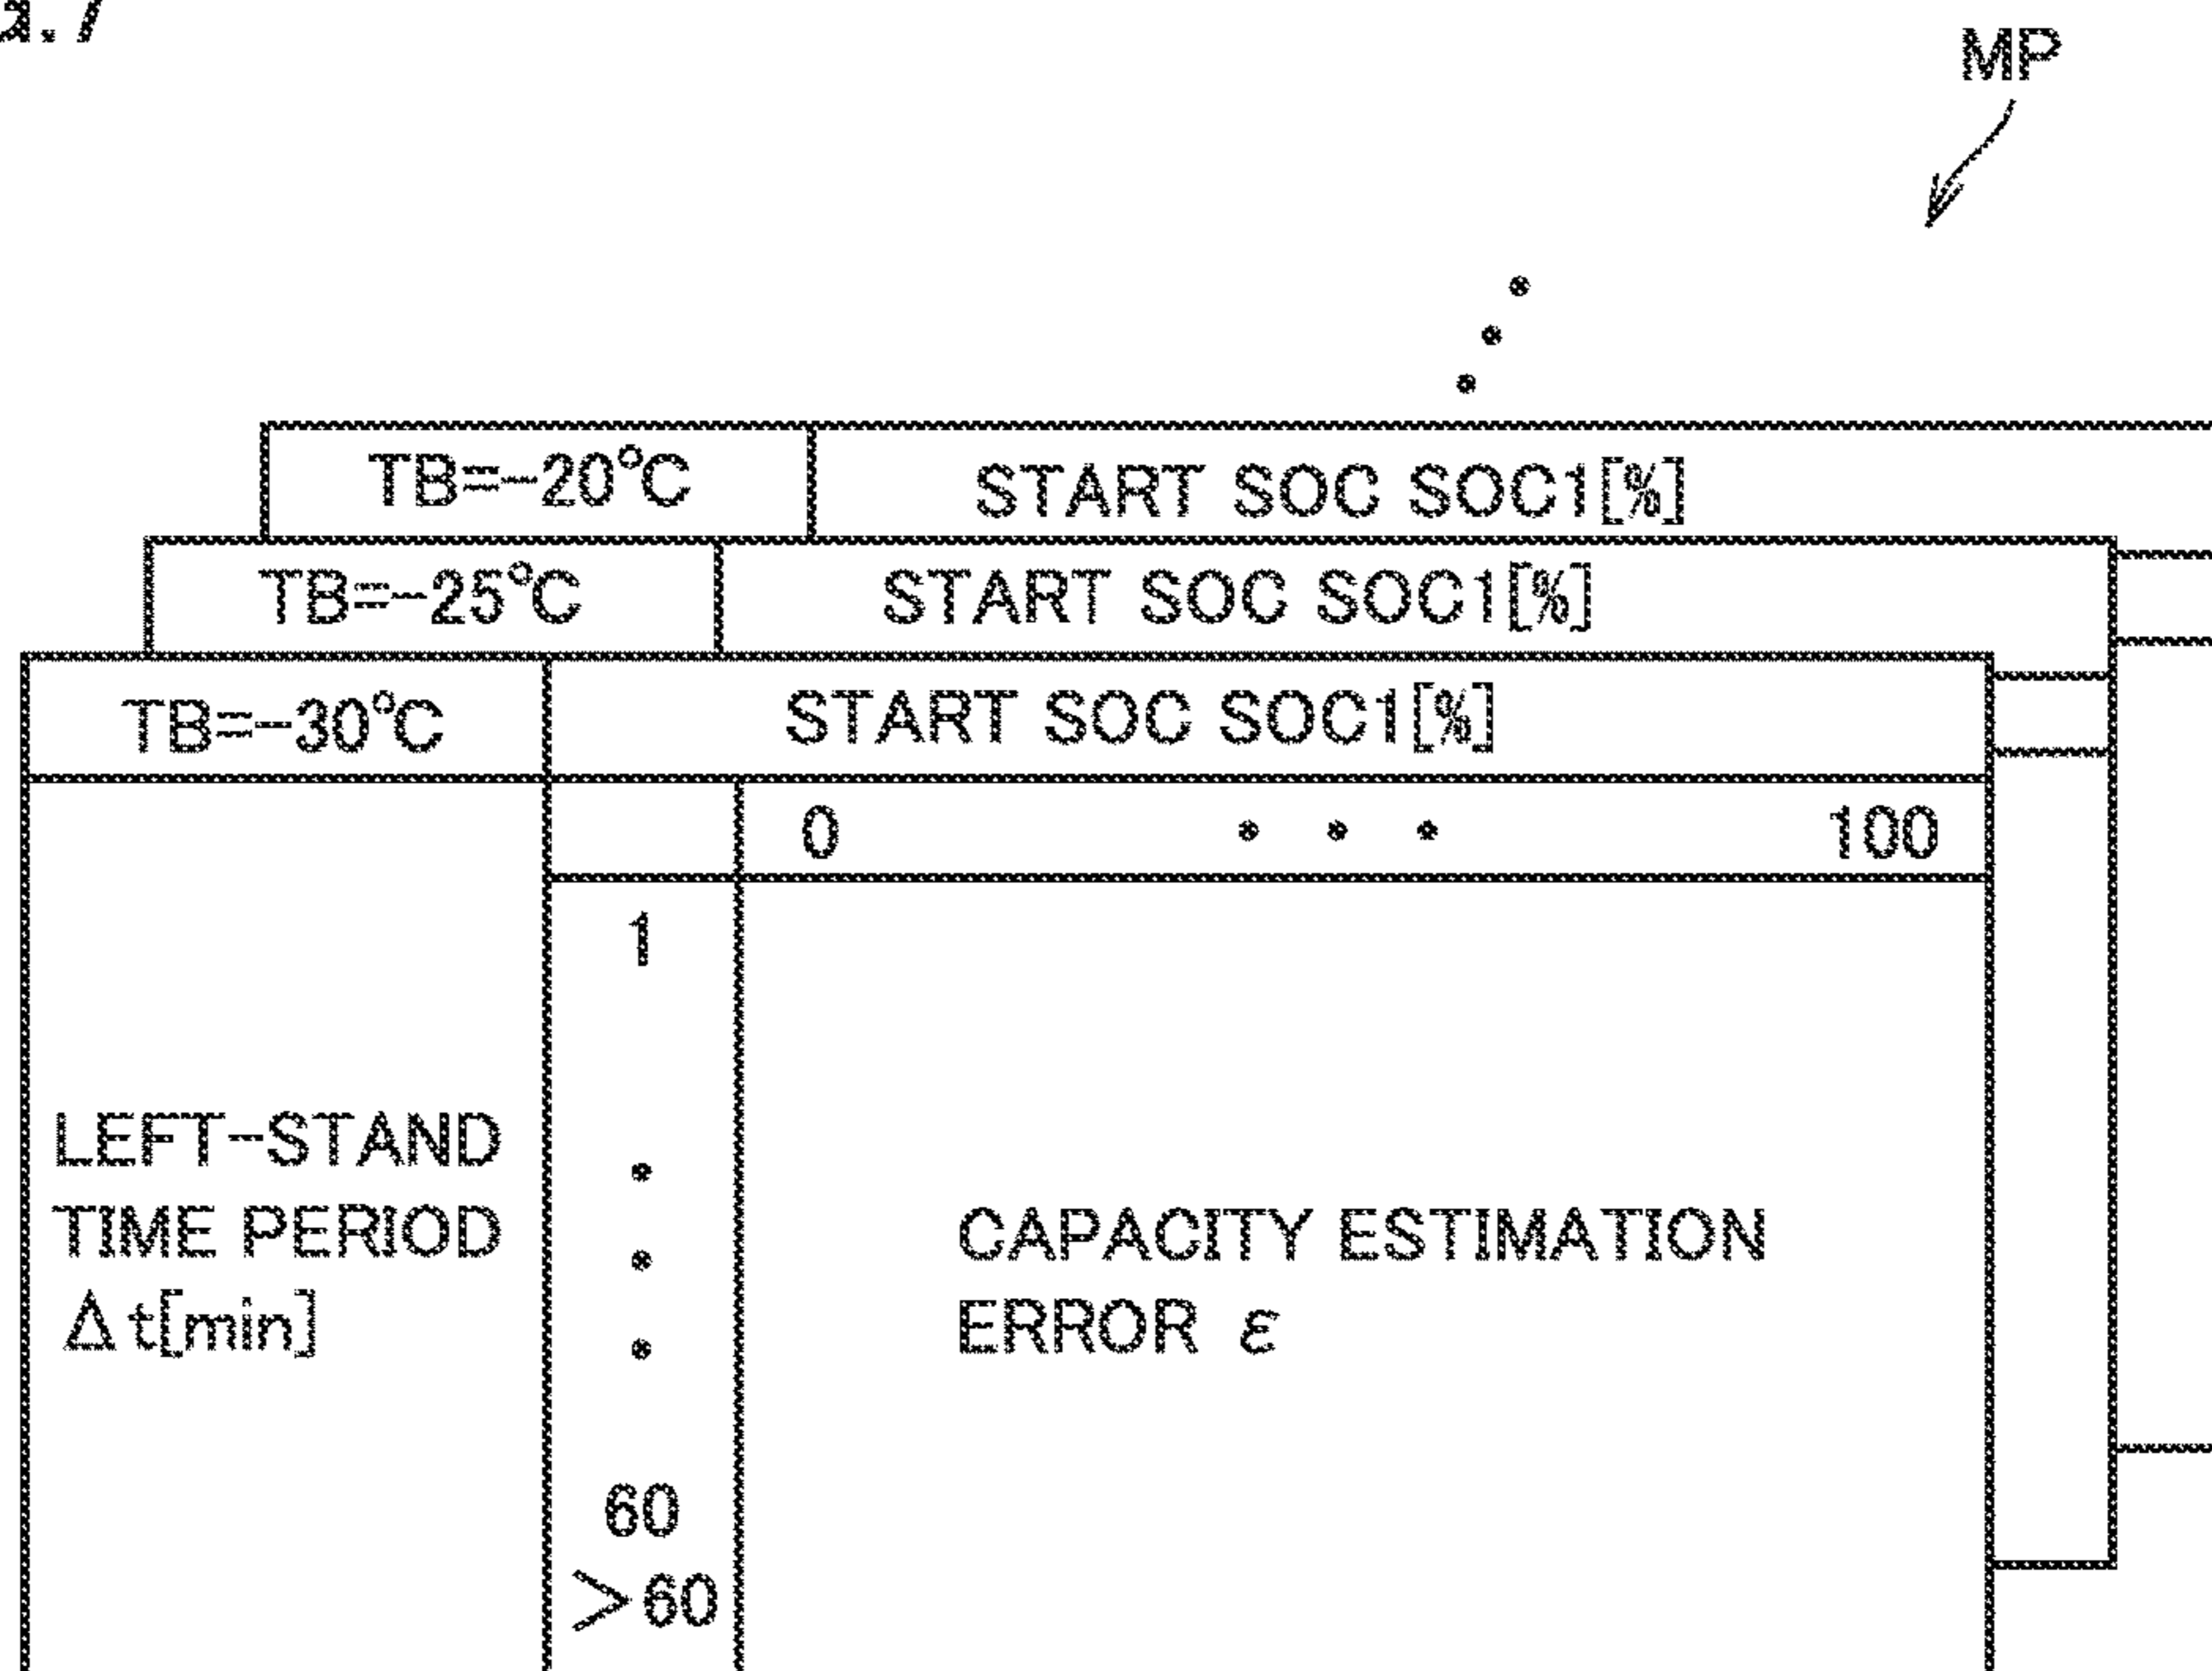 MP
TB=-20°C START SOC SOC1[%]
TB=-25°C START SOC SOC1[%]
TB=-30°C START SOC SOC1[%]
0 • • • 100
1
LEFT-STAND
TIME PERIOD
Δt[min]
•
•
•
CAPACITY ESTIMATION
ERROR ε
60
>60